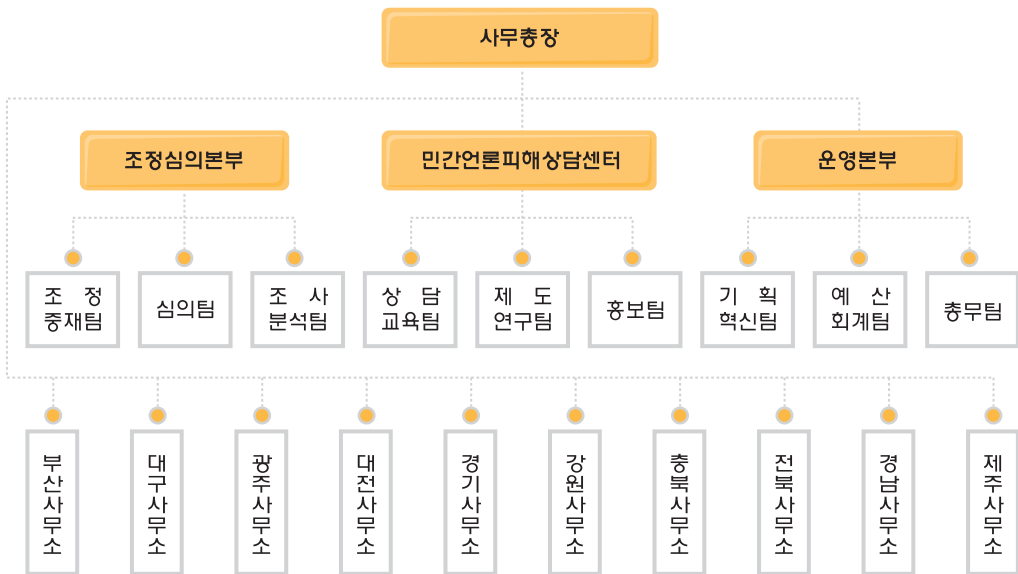 사무총장
조정심의본부
민간언론피해상담센터
운영본부
조 정
중재팀
심의팀
조 사
분석팀
상 담
교육팀
제 도
연구팀
홍보팀
기 획
혁신팀
예 산
회계팀
총무팀
부산사무소
대구사무소
광주사무소
대전사무소
경기사무소
강원사무소
충북사무소
전북사무소
경남사무소
제주사무소